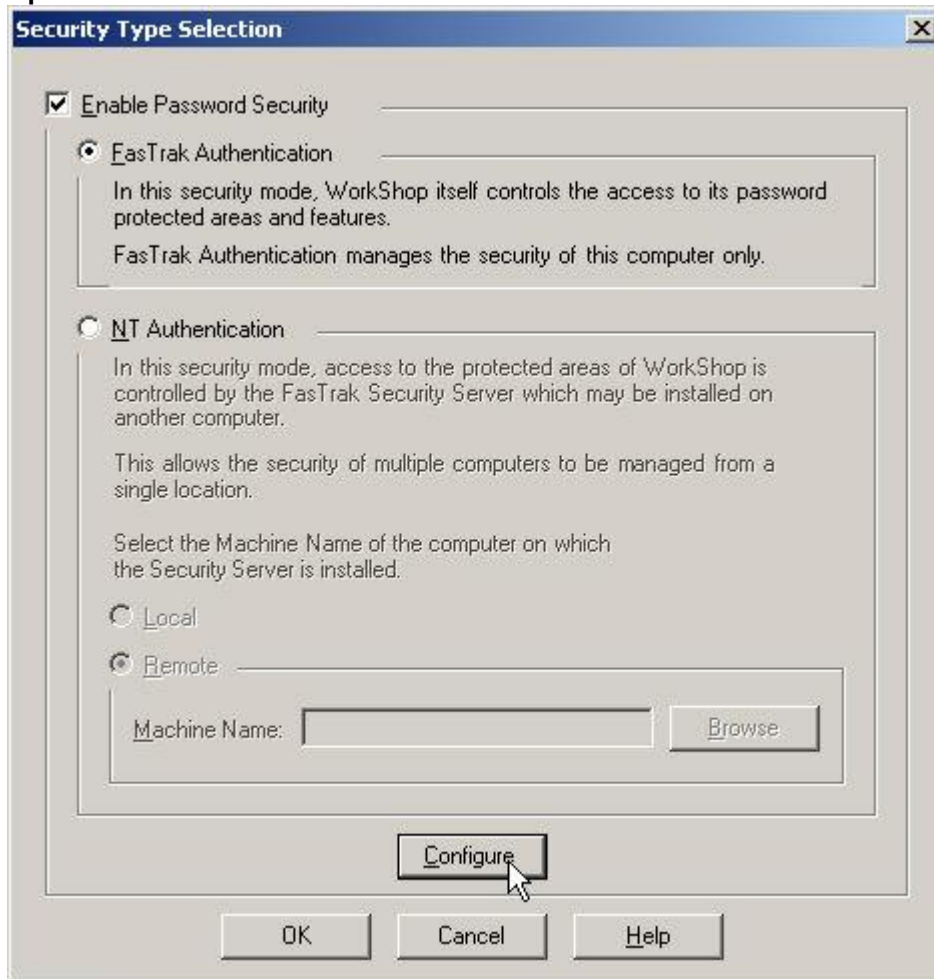 Security Type Selection
Enable Password Security
FasTrak Authentication
In this security mode, WorkShop itself controls the access to its password
protected areas and features.
FasTrak Authentication manages the security of this computer only.
NT Authentication
In this security mode, access to the protected areas of WorkShop is
controlled by the FasTrak Security Server which may be installed on
another computer.
This allows the security of multiple computers to be managed from a
single location.
Select the Machine Name of the computer on which
the Security Server is installed.
Local
Remote
Machine Name:
Browse
Configure
OK Cancel Help